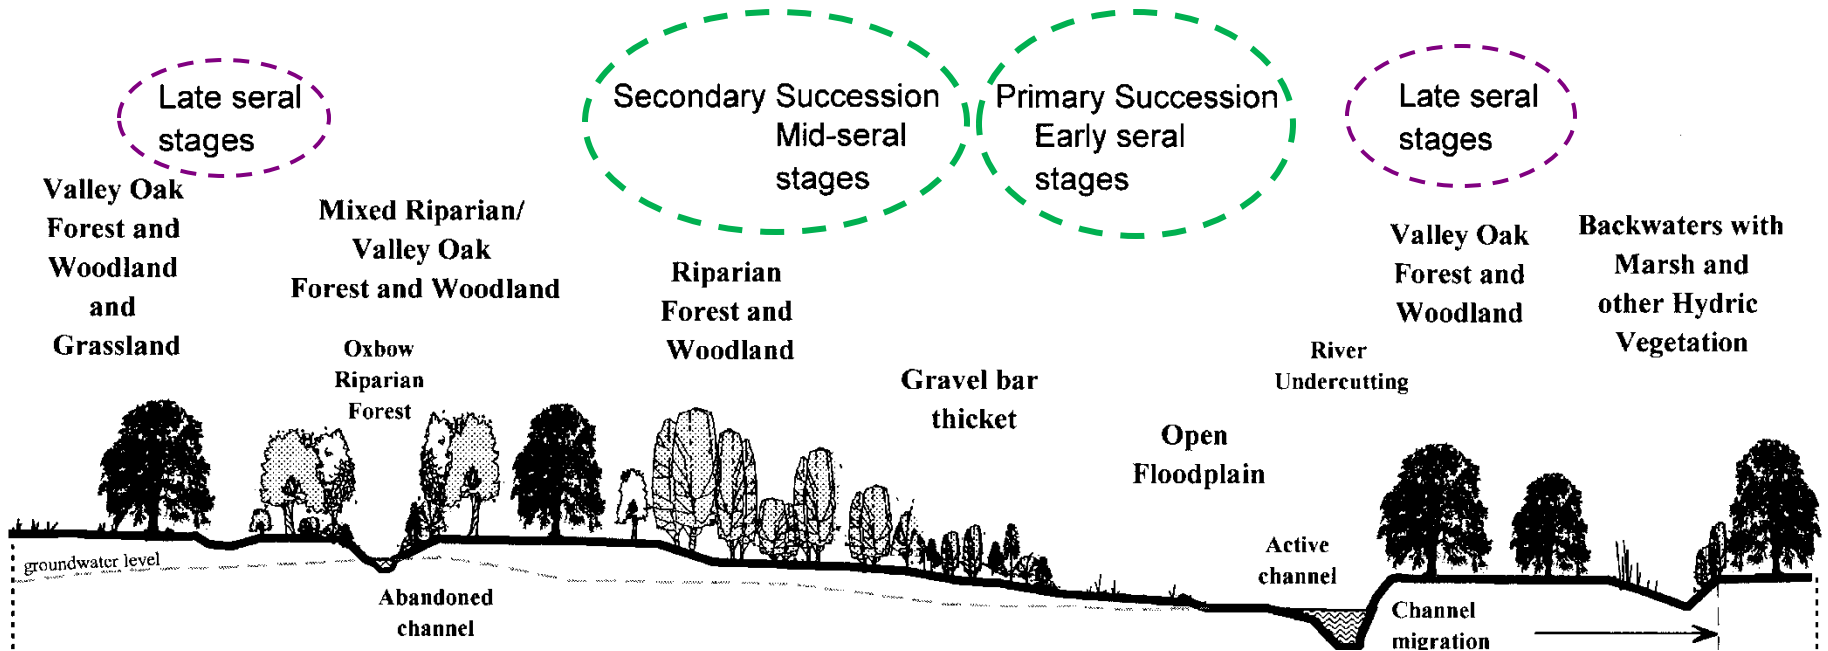 Late seral
stages
Secondary Succession
Mid-seral
stages
Primary Succession
Early seral
stages
Late seral
stages
Valley Oak
Forest and
Woodland
and
Grassland
Mixed Riparian/
Valley Oak
Forest and Woodland
Oxbow
Riparian
Forest
Riparian
Forest and
Woodland
Gravel bar
thicket
Open
Floodplain
River
Undercutting
Valley Oak
Forest and
Woodland
Backwaters with
Marsh and
other Hydric
Vegetation
groundwater level
Abandoned
channel
Active
channel
Channel
migration